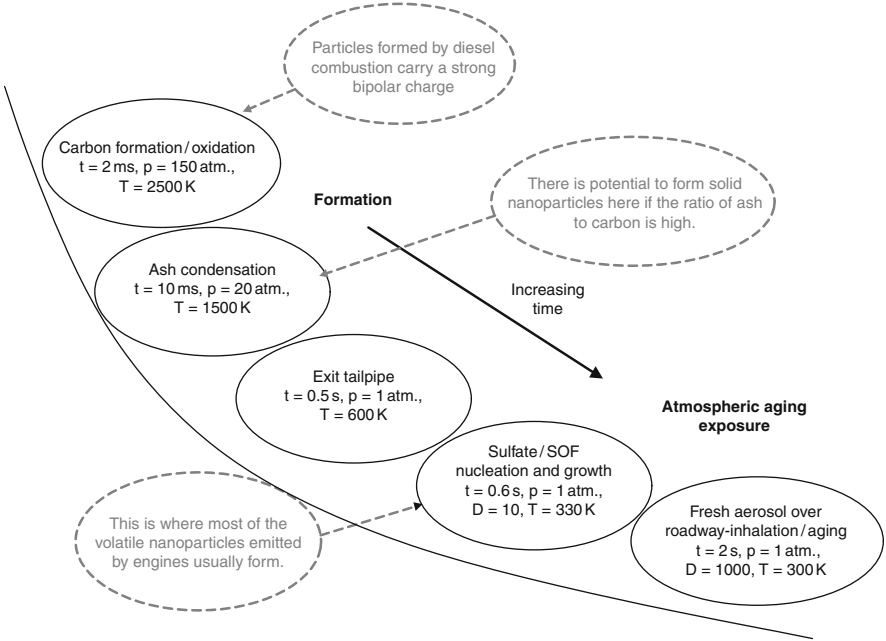 Particles formed by diesel
combustion carry a strong
bipolar charge
Carbon formation/oxidation
t = 2 ms, p = 150 atm.,
T = 2500 K
Formation
There is potential to form solid
nanoparticles here if the ratio of ash
to carbon is high.
Ash condensation
t = 10 ms, p = 20 atm.,
T = 1500 K
Increasing
time
Exit tailpipe
t = 0.5 s, p = 1 atm.,
T = 600 K
Atmospheric aging
exposure
Sulfate/SOF
nucleation and growth
t = 0.6 s, p = 1 atm.,
D = 10, T = 330 K
This is where most of the
volatile nanoparticles emitted
by engines usually form.
Fresh aerosol over
roadway-inhalation/aging
t = 2 s, p = 1 atm.,
D = 1000, T = 300 K